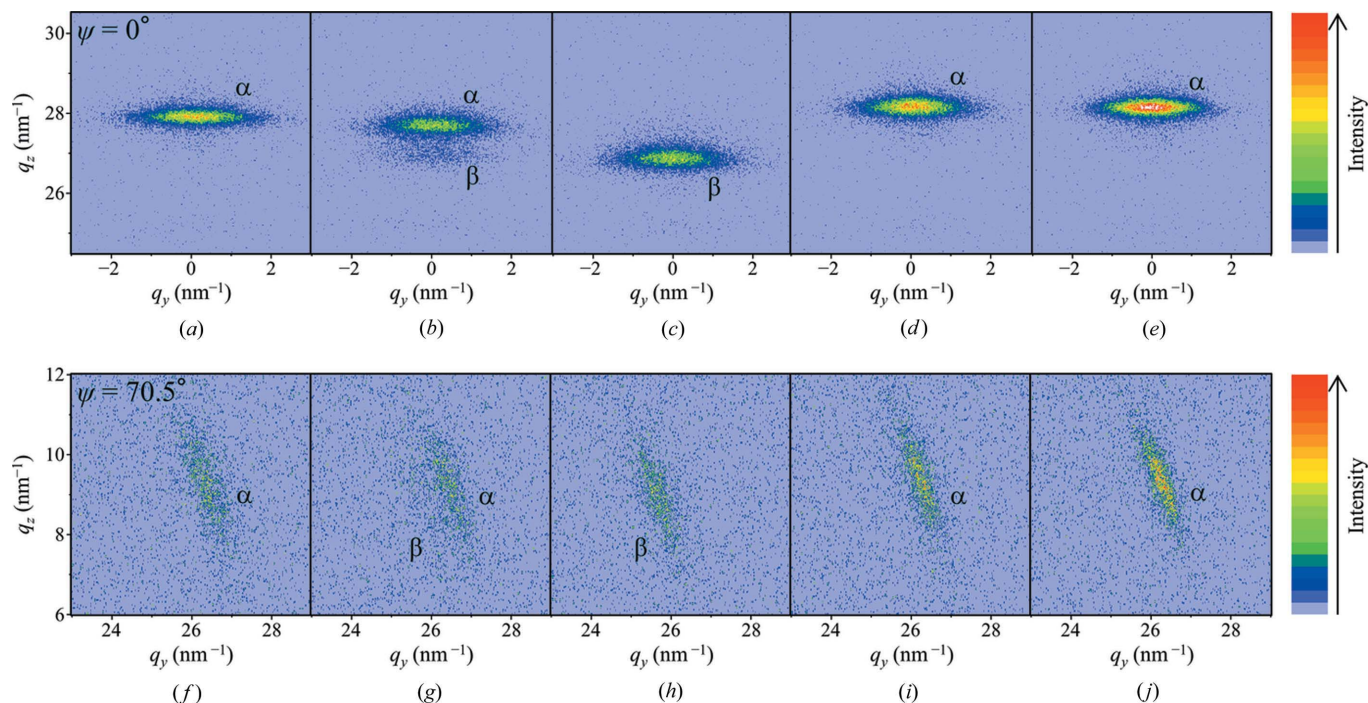 ψ = 0°
α
α
β
β
α
α
30
28
26
q_z (nm⁻¹)
Intensity
−2 0 2 −2 0 2 −2 0 2 −2 0 2 −2 0 2
q_y (nm⁻¹) q_y (nm⁻¹) q_y (nm⁻¹) q_y (nm⁻¹) q_y (nm⁻¹)
(a) (b) (c) (d) (e)
ψ = 70.5°
α
α
β
β
α
α
12
10
8
6
q_z (nm⁻¹)
Intensity
24 26 28 24 26 28 24 26 28 24 26 28 24 26 28
q_y (nm⁻¹) q_y (nm⁻¹) q_y (nm⁻¹) q_y (nm⁻¹) q_y (nm⁻¹)
(f) (g) (h) (i) (j)